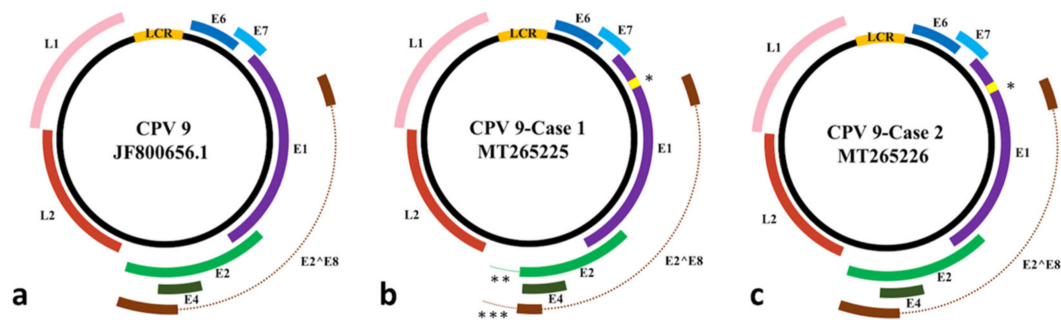 LCR
E6
E7
L1
CPV 9
JF800656.1
E1
L2
E2
E2^E8
E4
a
LCR
E6
E7
L1
*
CPV 9-Case 1
MT265225
E1
L2
E2
E2^E8
**
E4
***
b
LCR
E6
E7
L1
*
CPV 9-Case 2
MT265226
E1
L2
E2
E2^E8
E4
c